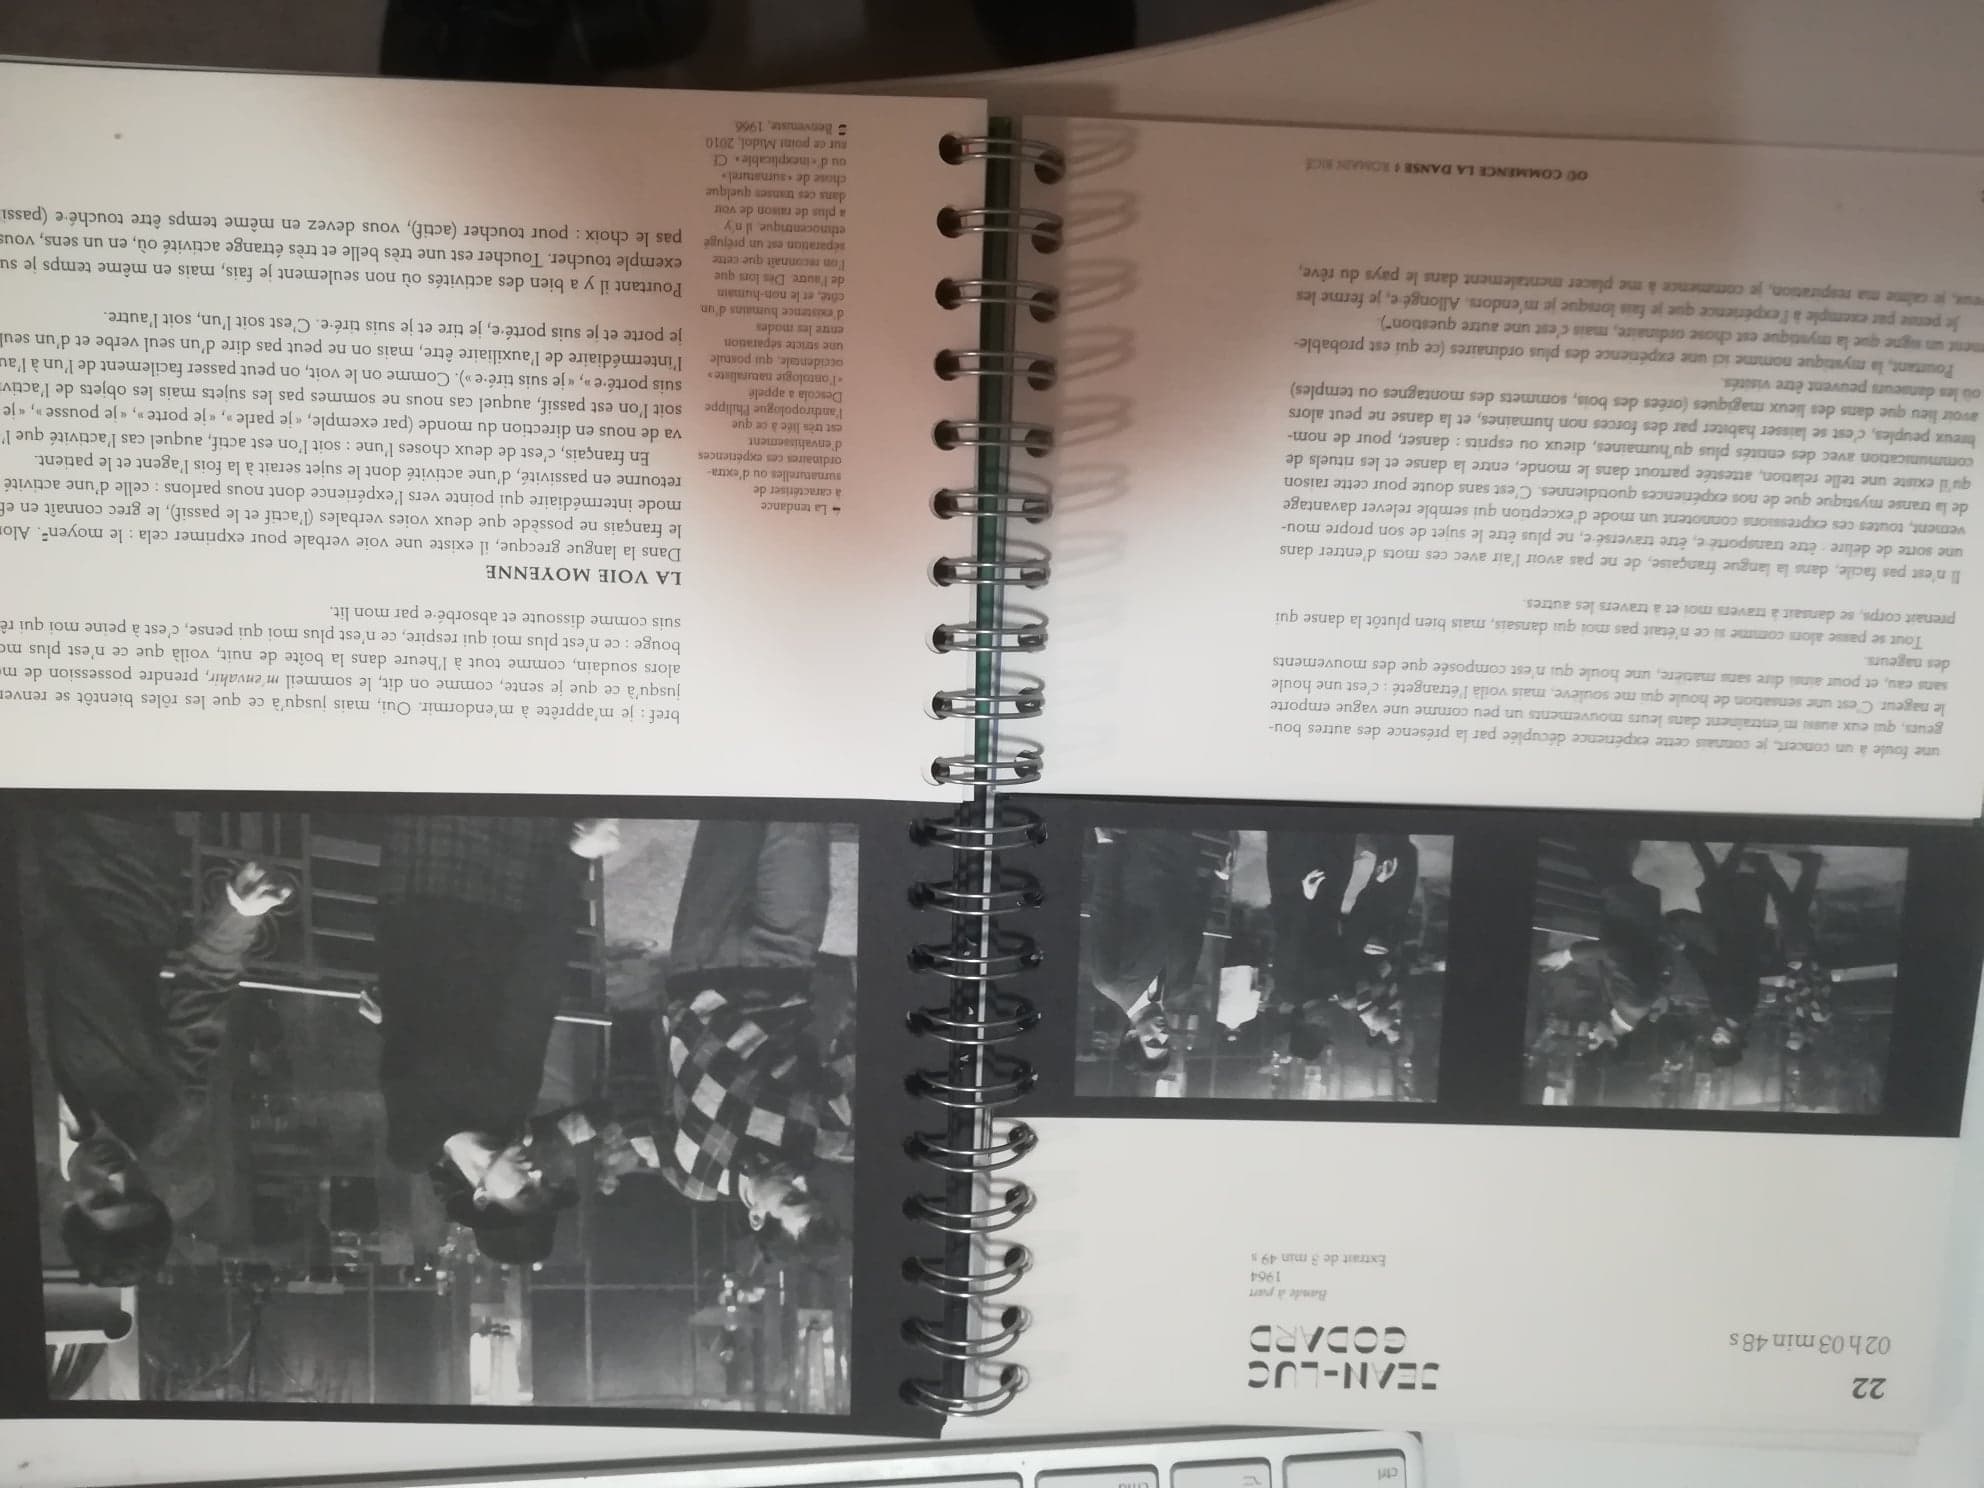 22
02 h 03 min 48 s
JEAN-LUC
GODARD
Bande à part
1964
Extrait de 3 min 49 s
une foule à un concert, je connais cette expérience décuplée par la présence des autres bou-
geurs, qui eux aussi m'entraînent dans leurs mouvements un peu comme une vague emporte
le nageur. C'est une sensation de houle qui me soulève, mais voilà l'étrangeté : c'est une houle
sans eau, et pour ainsi dire sans matière, une houle qui n'est composée que des mouvements
des nageurs.
Tout se passe alors comme si ce n'était pas moi qui dansais, mais bien plutôt la danse qui
prenait corps, se dansait à travers moi et à travers les autres.
Il n'est pas facile, dans la langue française, de ne pas avoir l'air avec ces mots d'entrer dans
une sorte de délire : être transporté·e, être traversé·e, ne plus être le sujet de son propre mou-
vement, toutes ces expressions connotent un mode d'exception qui semble relever davantage
de la transe mystique que de nos expériences quotidiennes. C'est sans doute pour cette raison
qu'il existe une telle relation, attestée partout dans le monde, entre la danse et les rituels de
communication avec des entités plus qu'humaines, dieux ou esprits : danser, pour de nom-
breux peuples, c'est se laisser habiter par des forces non humaines, et la danse ne peut alors
avoir lieu que dans des lieux magiques (orées des bois, sommets des montagnes ou temples)
où les danseurs peuvent être visités.
Pourtant, la mystique nomme ici une expérience des plus ordinaires (ce qui est probable-
ment un signe que la mystique est chose ordinaire, mais c'est une autre question).
Je pense par exemple à l'expérience que je fais lorsque je m'endors. Allongé·e, je ferme les
yeux, je calme ma respiration, je commence à me placer mentalement dans le pays du rêve,
OÙ COMMENCE LA DANSE ? ROMAIN BIGÉ
bref : je m'apprête à m'endormir. Oui, mais jusqu'à ce que les rôles bientôt se renver
jusqu'à ce que je sente, comme on dit, le sommeil m'envahir, prendre possession de m
alors soudain, comme tout à l'heure dans la boîte de nuit, voilà que ce n'est plus mo
bouge : ce n'est plus moi qui respire, ce n'est plus moi qui pense, c'est à peine moi qui rê
suis comme dissoute et absorbé·e par mon lit.
LA VOIE MOYENNE
Dans la langue grecque, il existe une voie verbale pour exprimer cela : le moyen. Alor
le français ne possède que deux voies verbales (l'actif et le passif), le grec connaît en ef
mode intermédiaire qui pointe vers l'expérience dont nous parlons : celle d'une activité
retourne en passivité, d'une activité dont le sujet serait à la fois l'agent et le patient.
En français, c'est de deux choses l'une : soit l'on est actif, auquel cas l'activité que l'
va de nous en direction du monde (par exemple, « je parle », « je porte », « je pousse », « je
soit l'on est passif, auquel cas nous ne sommes pas les sujets mais les objets de l'activi
suis porté·e », « je suis tiré·e »). Comme on le voit, on peut passer facilement de l'un à l'au
l'intermédiaire de l'auxiliaire être, mais on ne peut pas dire d'un seul verbe et d'un seul
je porte et je suis porté·e, je tire et je suis tiré·e. C'est soit l'un, soit l'autre.
Pourtant il y a bien des activités où non seulement je fais, mais en même temps je su
exemple toucher. Toucher est une très belle et très étrange activité où, en un sens, vous
pas le choix : pour toucher (actif), vous devez en même temps être touché·e (passi
La tendance
à caractériser de
surnaturelles ou d'extra-
ordinaires ces expériences
d'envahissement
est très liée à ce que
l'anthropologue Philippe
Descola a appelé
« l'ontologie naturaliste »
occidentale, qui postule
une stricte séparation
entre les modes
d'existence humains d'un
côté, et le non-humain
de l'autre. Dès lors que
l'on reconnaît que cette
séparation est un préjugé
ethnocentrique, il n'y
a plus de raison de voir
dans ces transes quelque
chose de « surnaturel »
ou d'« inexplicable ». Cf.
sur ce point Midol, 2010
Benveniste, 1966.
ctrl